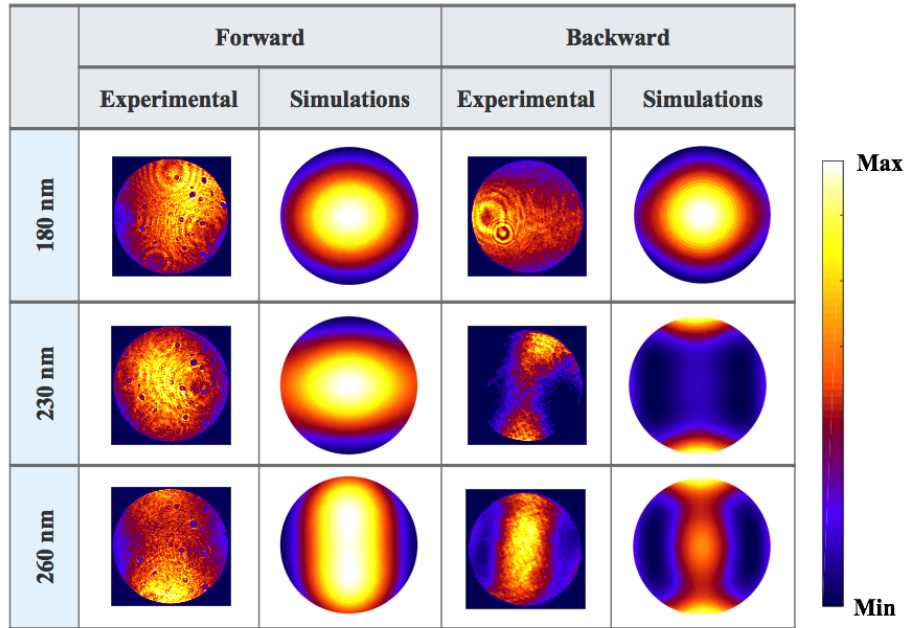 Forward Backward
Experimental Simulations Experimental Simulations
180 nm
Max
230 nm
260 nm
Min